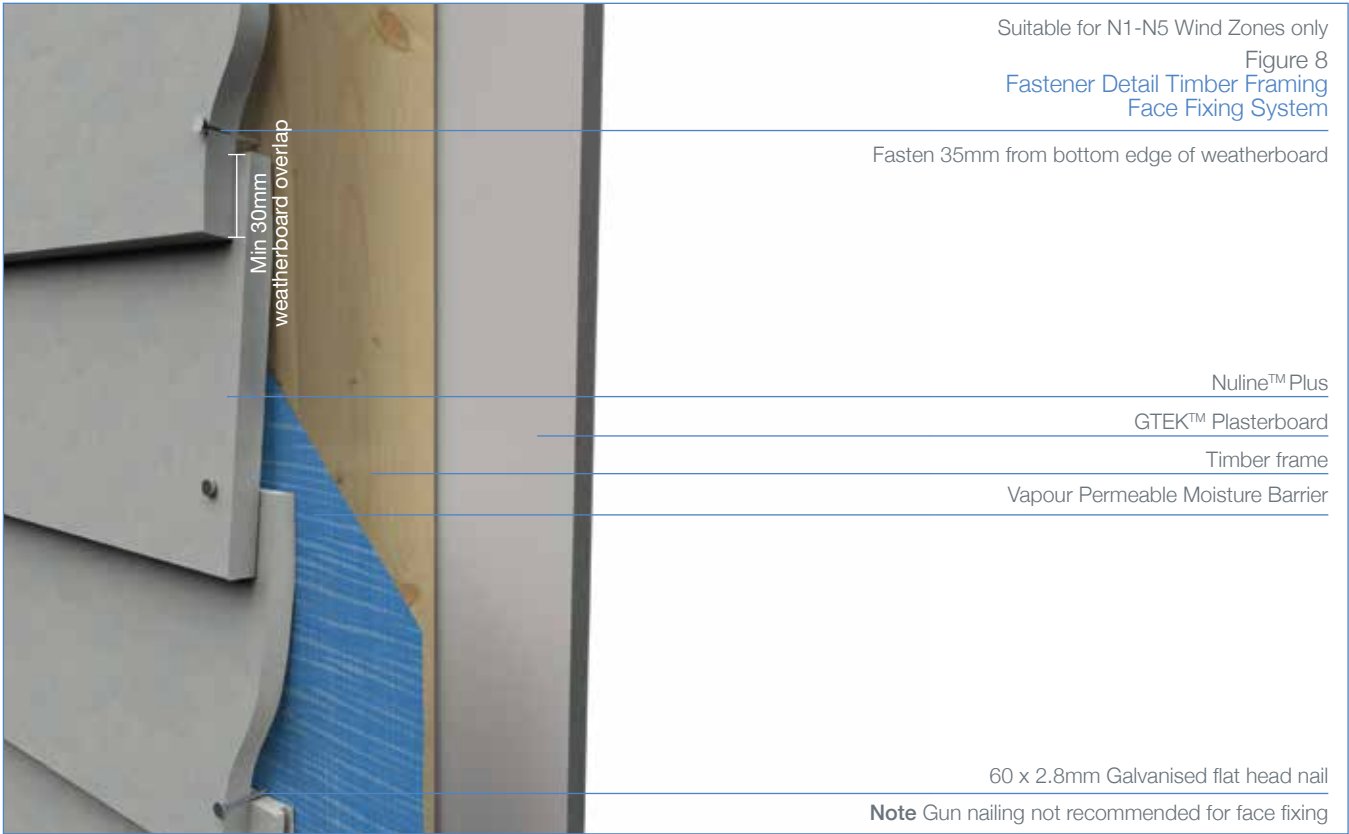 Suitable for N1-N5 Wind Zones only
Figure 8
Fastener Detail Timber Framing
Face Fixing System
Fasten 35mm from bottom edge of weatherboard
Min 30mm
weatherboard overlap
Nuline™ Plus
GTEK™ Plasterboard
Timber frame
Vapour Permeable Moisture Barrier
60 x 2.8mm Galvanised flat head nail
Note Gun nailing not recommended for face fixing